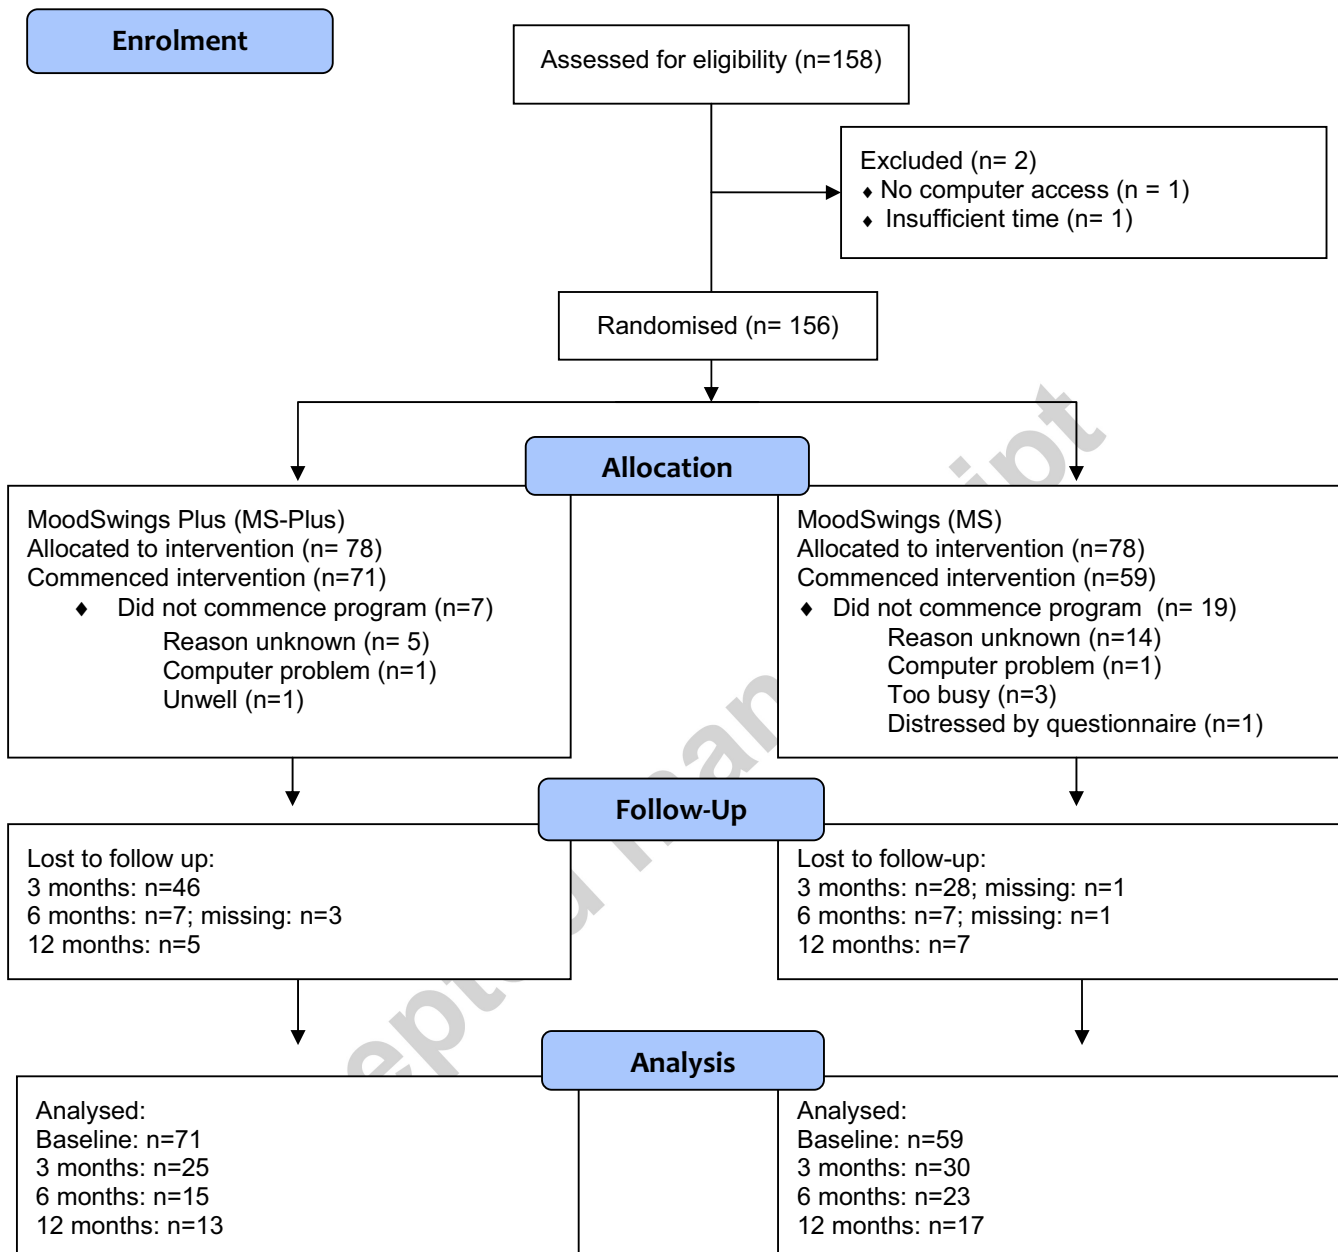 Enrolment
Assessed for eligibility (n=158)
Excluded (n= 2)
♦ No computer access (n = 1)
♦ Insufficient time (n= 1)
Randomised (n= 156)
Allocation
MoodSwings Plus (MS-Plus)
Allocated to intervention (n= 78)
Commenced intervention (n=71)
♦ Did not commence program (n=7)
Reason unknown (n= 5)
Computer problem (n=1)
Unwell (n=1)
MoodSwings (MS)
Allocated to intervention (n=78)
Commenced intervention (n=59)
♦ Did not commence program (n= 19)
Reason unknown (n=14)
Computer problem (n=1)
Too busy (n=3)
Distressed by questionnaire (n=1)
Follow-Up
Lost to follow up:
3 months: n=46
6 months: n=7; missing: n=3
12 months: n=5
Lost to follow-up:
3 months: n=28; missing: n=1
6 months: n=7; missing: n=1
12 months: n=7
Analysis
Analysed:
Baseline: n=71
3 months: n=25
6 months: n=15
12 months: n=13
Analysed:
Baseline: n=59
3 months: n=30
6 months: n=23
12 months: n=17